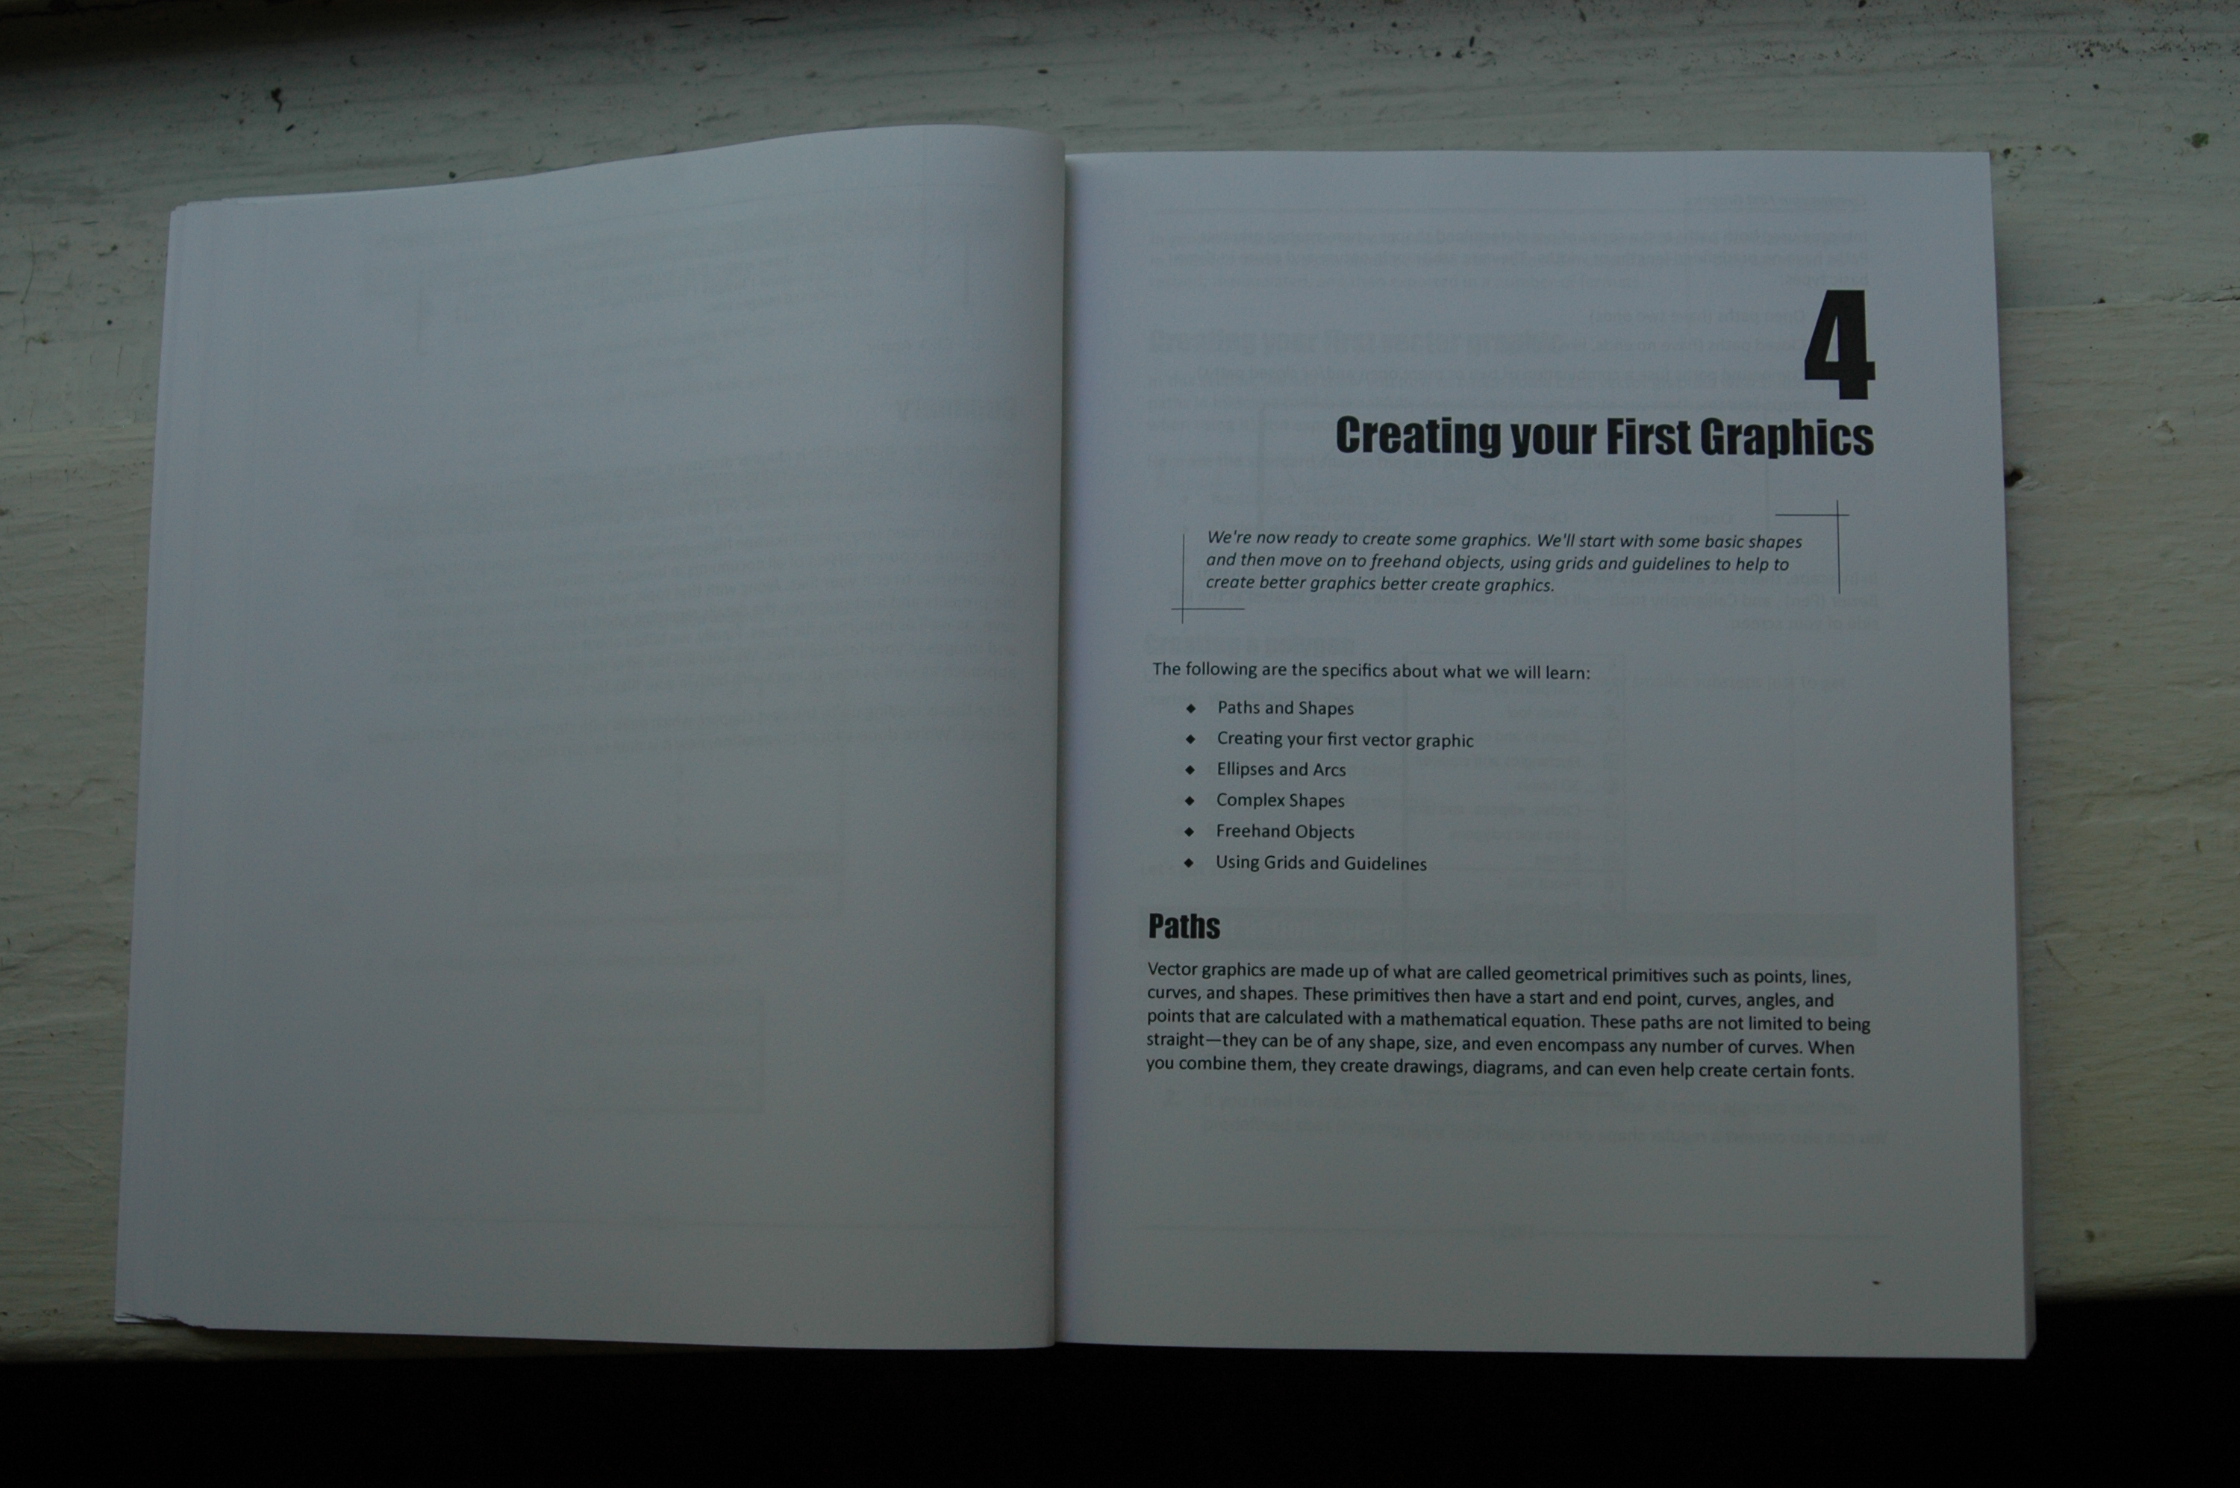 4
Creating your First Graphics
We're now ready to create some graphics. We'll start with some basic shapes
and then move on to freehand objects, using grids and guidelines to help to
create better graphics better create graphics.
The following are the specifics about what we will learn:
◆ Paths and Shapes
◆ Creating your first vector graphic
◆ Ellipses and Arcs
◆ Complex Shapes
◆ Freehand Objects
◆ Using Grids and Guidelines
Paths
Vector graphics are made up of what are called geometrical primitives such as points, lines,
curves, and shapes. These primitives then have a start and end point, curves, angles, and
points that are calculated with a mathematical equation. These paths are not limited to being
straight—they can be of any shape, size, and even encompass any number of curves. When
you combine them, they create drawings, diagrams, and can even help create certain fonts.